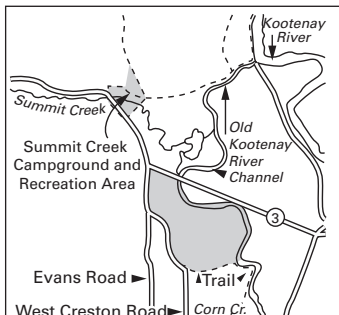 Kootenay
River
Summit Creek
Summit Creek
Campground and
Recreation Area
Old
Kootenay
River
Channel
3
Evans Road
Trail
West Creston Road
Corn Cr.